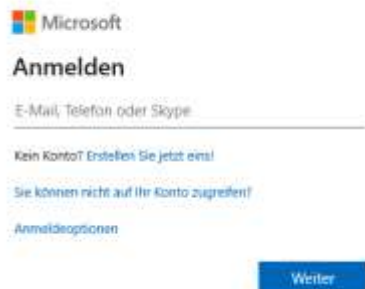 Microsoft
Anmelden
E-Mail, Telefon oder Skype
Kein Konto? Erstellen Sie jetzt eins!
Sie können nicht auf Ihr Konto zugreifen?
Anmeldeoptionen
Weiter